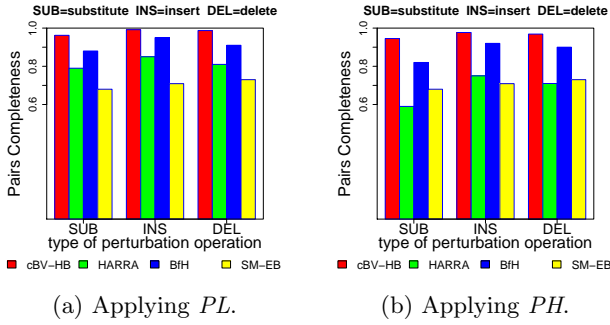 SUB=substitute INS=insert DEL=delete
Pairs Completeness
1.0
0.8
0.6
SUB INS DEL
type of perturbation operation
cBV−HB HARRA BfH SM−EB
(a) Applying PL.
SUB=substitute INS=insert DEL=delete
Pairs Completeness
1.0
0.8
0.6
SUB INS DEL
type of perturbation operation
cBV−HB HARRA BfH SM−EB
(b) Applying PH.